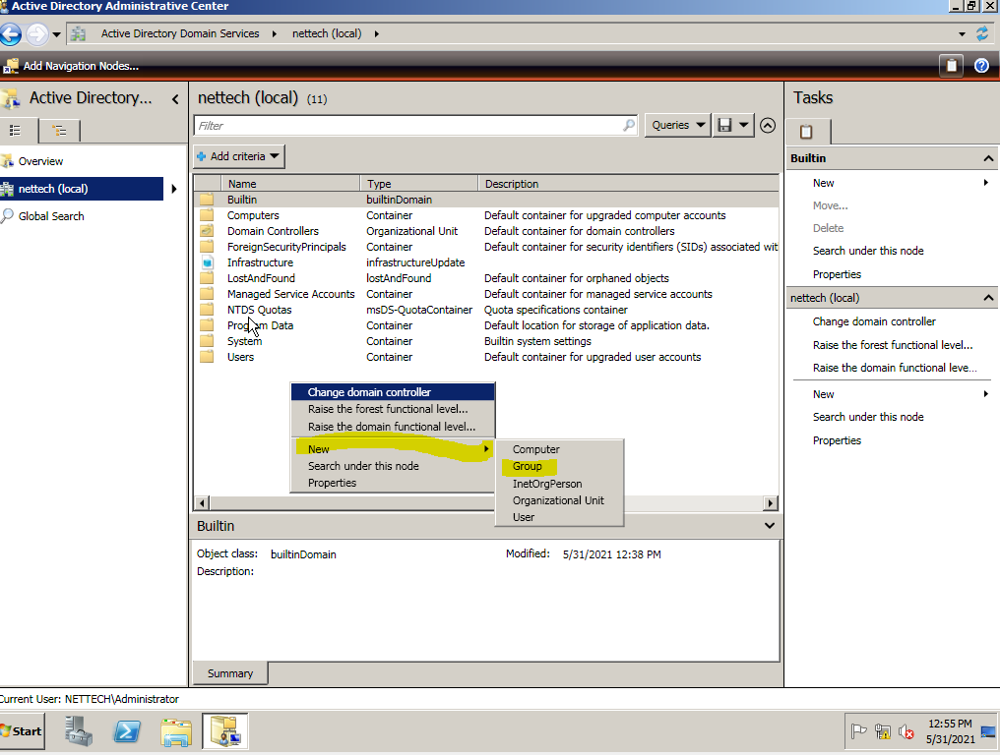 Active Directory Administrative Center
Active Directory Domain Services nettech (local)
Add Navigation Nodes...
Active Directory...
Overview
nettech (local)
Global Search
nettech (local) (11)
Filter
Queries
Add criteria
Name Type Description
Builtin builtinDomain
Computers Container Default container for upgraded computer accounts
Domain Controllers Organizational Unit Default container for domain controllers
ForeignSecurityPrincipals Container Default container for security identifiers (SIDs) associated wit
Infrastructure infrastructureUpdate
LostAndFound lostAndFound Default container for orphaned objects
Managed Service Accounts Container Default container for managed service accounts
NTDS Quotas msDS-QuotaContainer Quota specifications container
Program Data Container Default location for storage of application data.
System Container Builtin system settings
Users Container Default container for upgraded user accounts
Change domain controller
Raise the forest functional level...
Raise the domain functional level...
New
Search under this node
Properties
Computer
Group
InetOrgPerson
Organizational Unit
User
Builtin
Object class: builtinDomain Modified: 5/31/2021 12:38 PM
Description:
Summary
Tasks
Builtin
New
Move...
Delete
Search under this node
Properties
nettech (local)
Change domain controller
Raise the forest functional level...
Raise the domain functional leve...
New
Search under this node
Properties
Current User: NETTECH\Administrator
Start
12:55 PM
5/31/2021